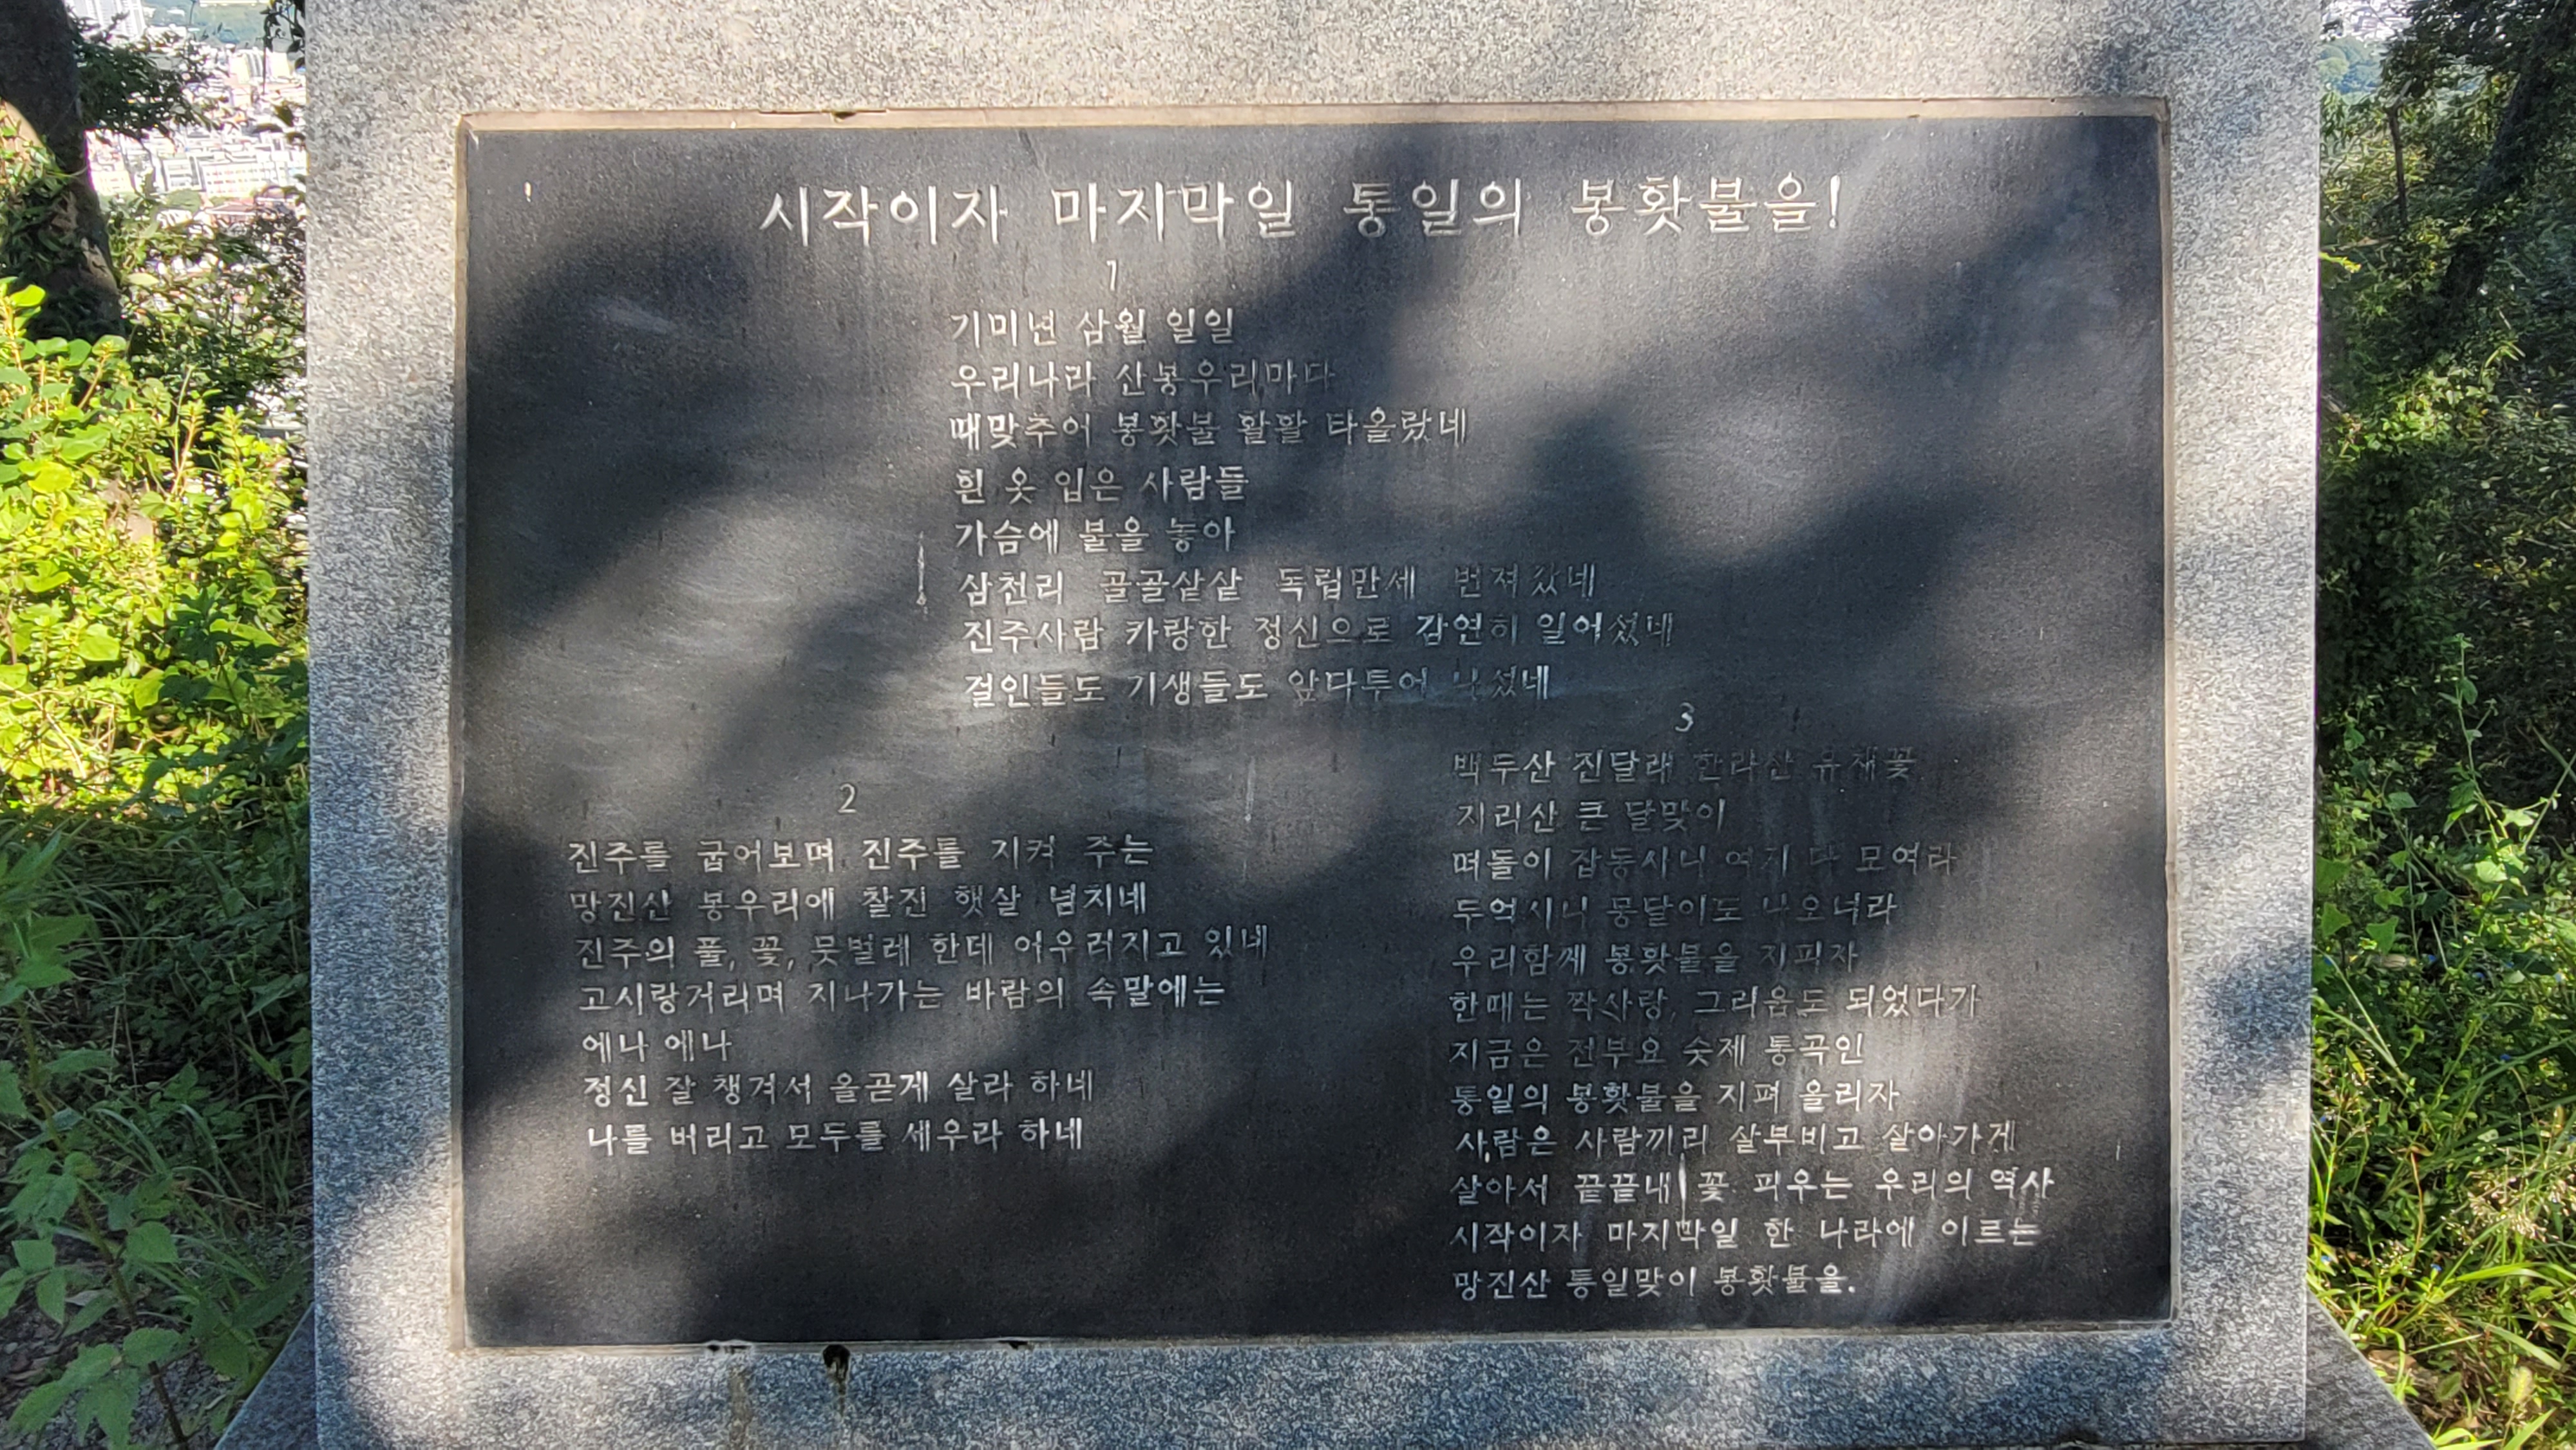 시작이자 마지막일 통일의 봉홧불을!
1
기미년 삼월 일일
우리나라 산봉우리마다
때맞추어 봉홧불 활활 타올랐네
흰 옷 입은 사람들
가슴에 불을 놓아
삼천리 골골샅샅 독립만세 번져갔네
진주사람 카랑한 정신으로 감연히 일어섰네
걸인들도 기생들도 앞다투어 나섰네
2
진주를 굽어보며 진주를 지켜 주는
망진산 봉우리에 찰진 햇살 넘치네
진주의 풀, 꽃, 뭇벌레 한데 어우러지고 있네
고시랑거리며 지나가는 바람의 속말에는
에나 에나
정신 잘 챙겨서 올곧게 살라 하네
나를 버리고 모두를 세우라 하네
3
백두산 진달래 한라산 유채꽃
지리산 큰 달맞이
떠돌이 잡동사니 여기 다 모여라
두억시니 몽달이도 나오너라
우리함께 봉홧불을 지피자
한때는 짝사랑, 그리움도 되었다가
지금은 전부요 숫제 통곡인
통일의 봉홧불을 지펴 올리자
사람은 사람끼리 살부비고 살아가게
살아서 끝끝내 꽃 피우는 우리의 역사
시작이자 마지막일 한 나라에 이르는
망진산 통일맞이 봉홧불을.